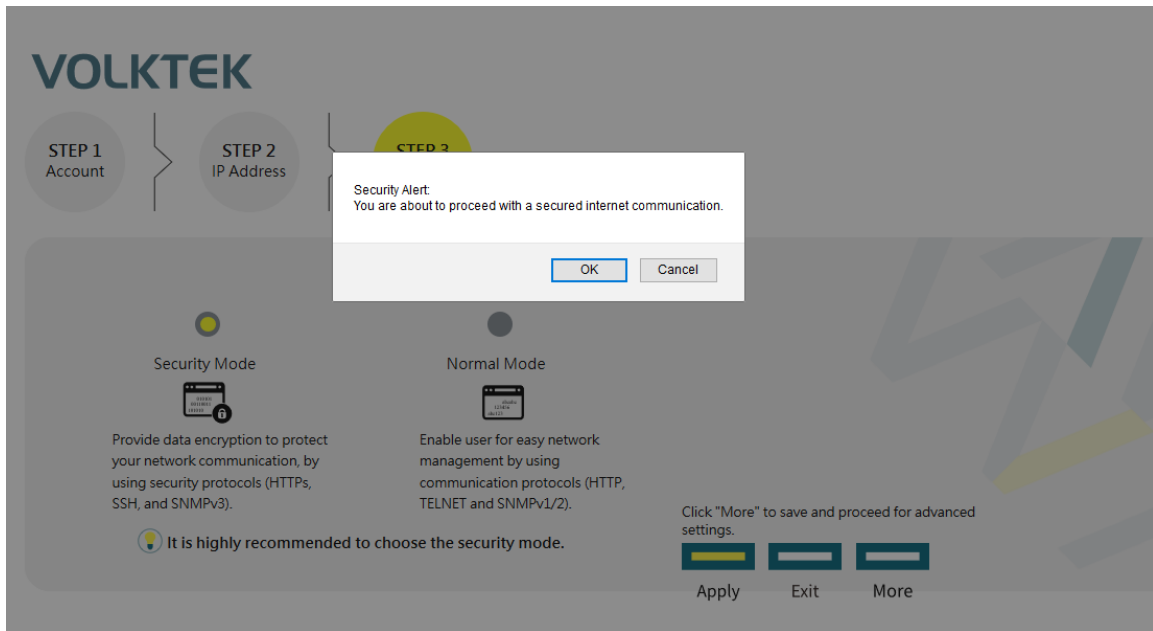 VOLKTEK
STEP 1
Account
STEP 2
IP Address
STEP 3
Security Alert:
You are about to proceed with a secured internet communication.
OK
Cancel
Security Mode
Normal Mode
Provide data encryption to protect
your network communication, by
using security protocols (HTTPs,
SSH, and SNMPv3).
Enable user for easy network
management by using
communication protocols (HTTP,
TELNET and SNMPv1/2).
It is highly recommended to choose the security mode.
Click "More" to save and proceed for advanced
settings.
Apply
Exit
More